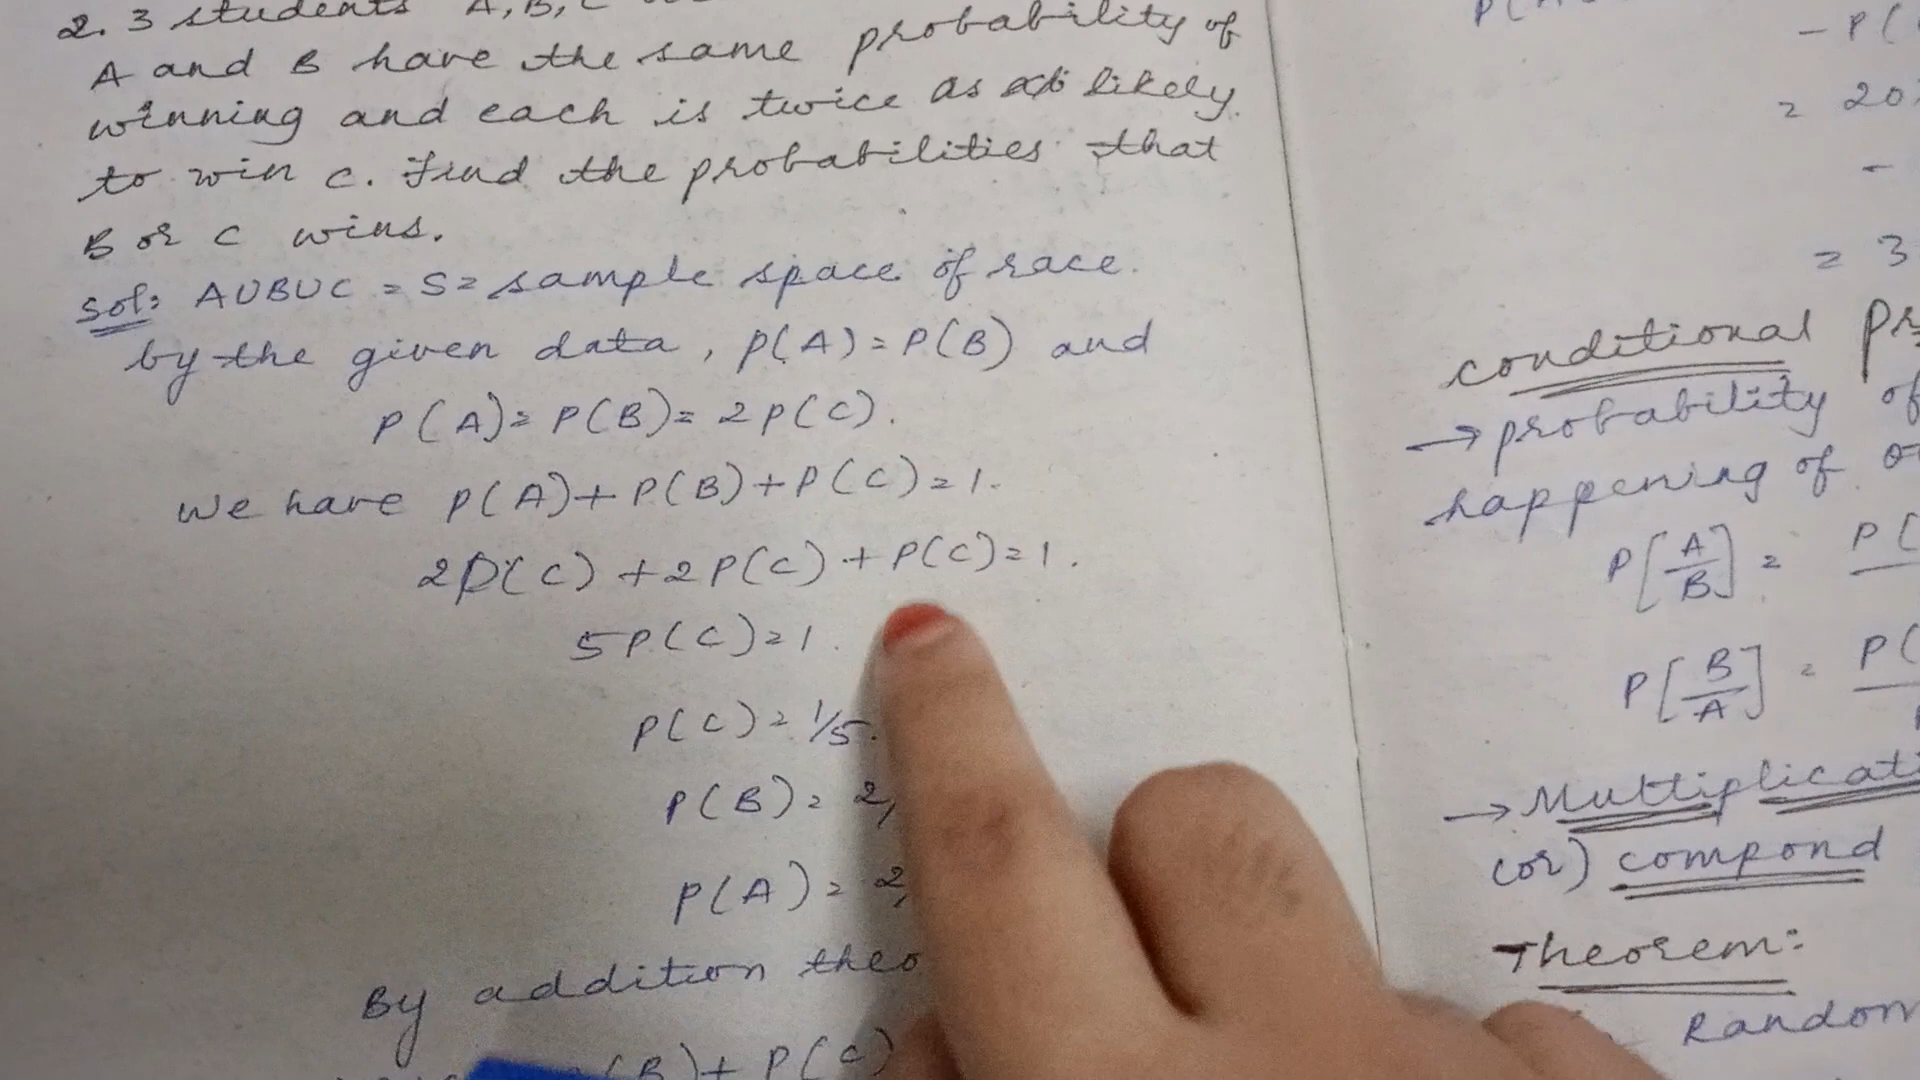 2. 3 students A, B, C
A and B have the same probability of
winning and each is twice as likely
to win C. Find the probabilities that
B or C wins.
Sol: AUBUC = S = sample space of race.
by the given data, P(A) = P(B) and
P(A) = P(B) = 2P(C).
We have P(A)+P(B)+P(C)=1.
2P(C)+2P(C)+P(C)=1.
5P(C)=1.
P(C)=1/5.
P(B)= 2
P(A)= 2
By addition theo
(B)+P(C)
-P(
= 20
-
= 3
conditional Pr
→ probability of
happening of
P[A/B] = P(
P[B/A] = P(
→ Multiplicati
(or) compond
Theorem:
Random